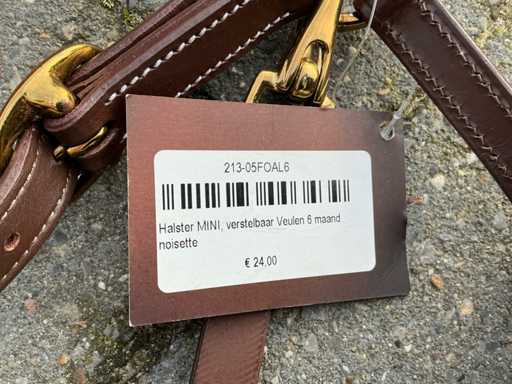 213-05FOAL6
Halster MINI, verstelbaar Veulen 6 maand
noisette
€ 24,00